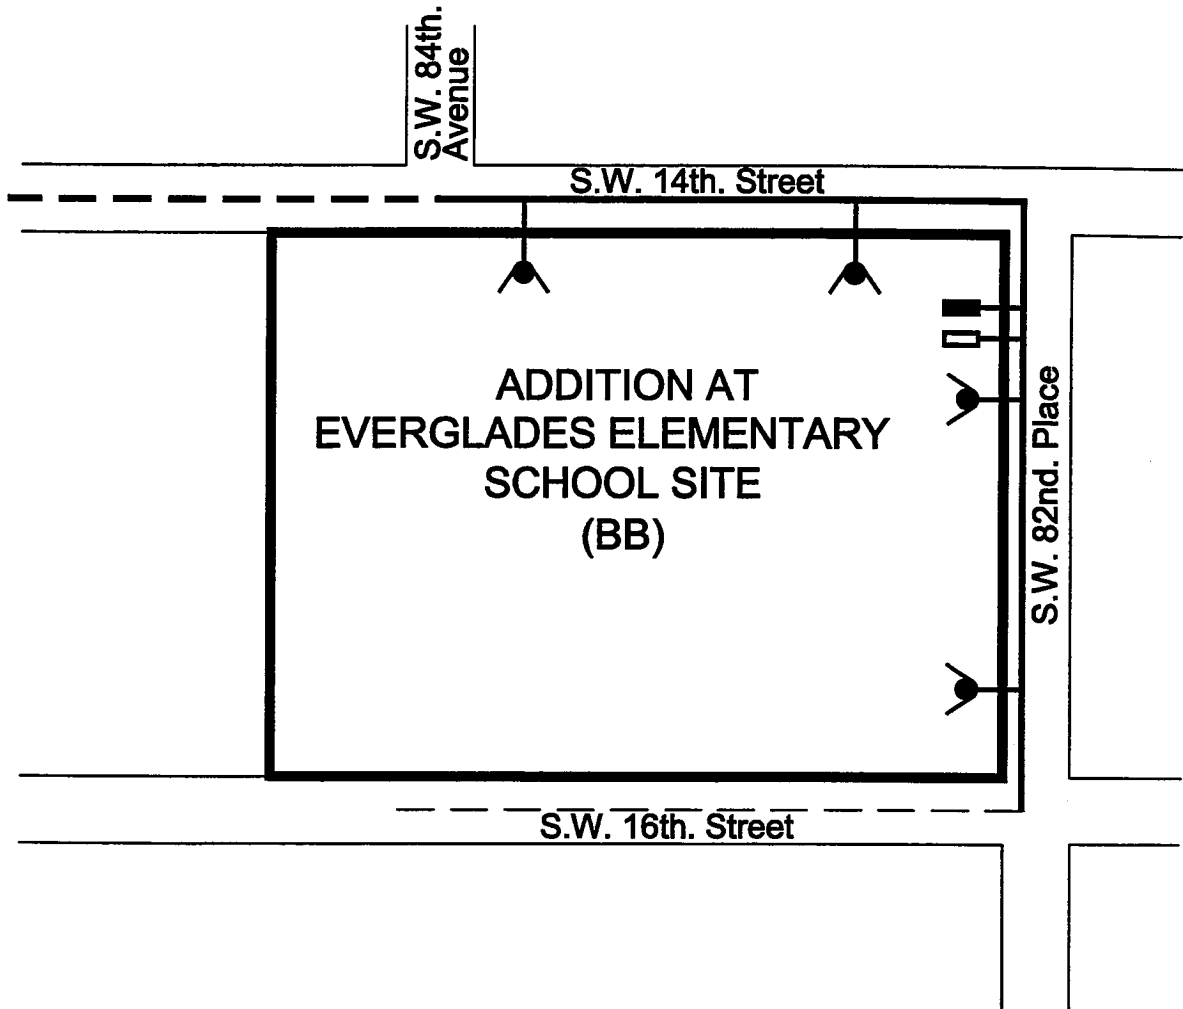 S.W. 84th.
Avenue
S.W. 14th. Street
ADDITION AT
EVERGLADES ELEMENTARY
SCHOOL SITE
(BB)
S.W. 82nd. Place
S.W. 16th. Street